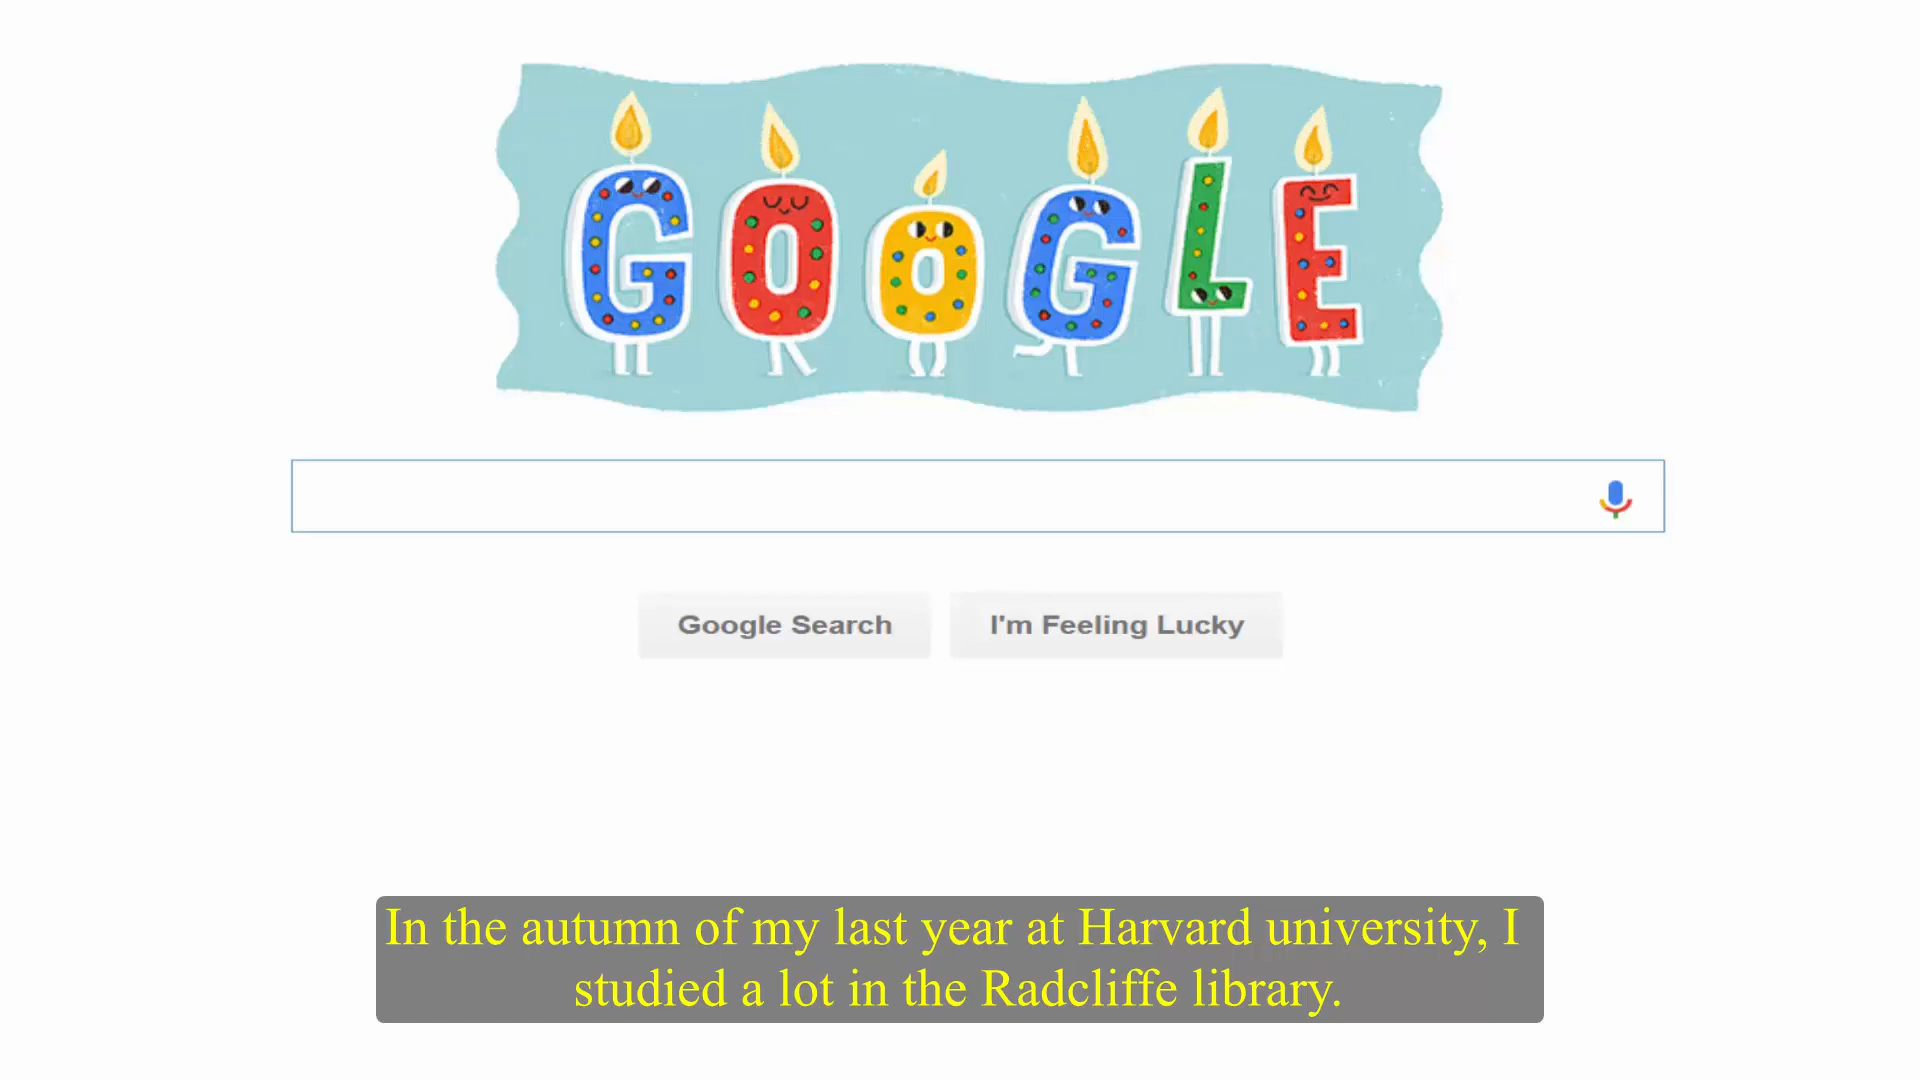 GOOGLE
Google Search
I'm Feeling Lucky
In the autumn of my last year at Harvard university, I
studied a lot in the Radcliffe library.